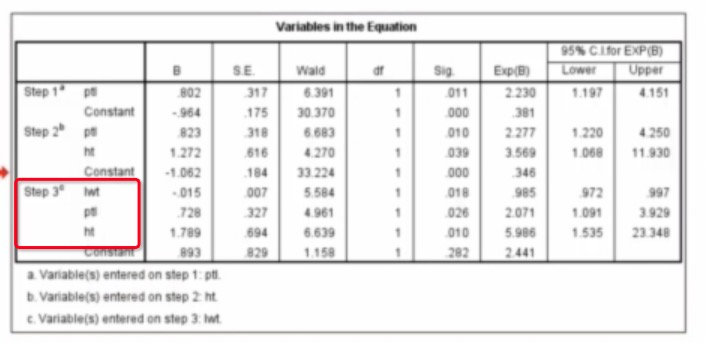 Variables in the Equation
95% C.I.for EXP(B)
B S.E. Wald df Sig. Exp(B) Lower Upper
Step 1a ptl .802 .317 6.391 1 .011 2.230 1.197 4.151
Constant -.964 .175 30.370 1 .000 .381
Step 2b ptl .823 .318 6.683 1 .010 2.277 1.220 4.250
ht 1.272 .616 4.270 1 .039 3.569 1.068 11.930
Constant -1.062 .184 33.224 1 .000 .346
Step 3c lwt -.015 .007 5.584 1 .018 .985 .972 .997
ptl .728 .327 4.961 1 .026 2.071 1.091 3.929
ht 1.789 .694 6.639 1 .010 5.986 1.535 23.348
Constant .893 .829 1.158 1 .282 2.441
a. Variable(s) entered on step 1: ptl.
b. Variable(s) entered on step 2: ht.
c. Variable(s) entered on step 3: lwt.